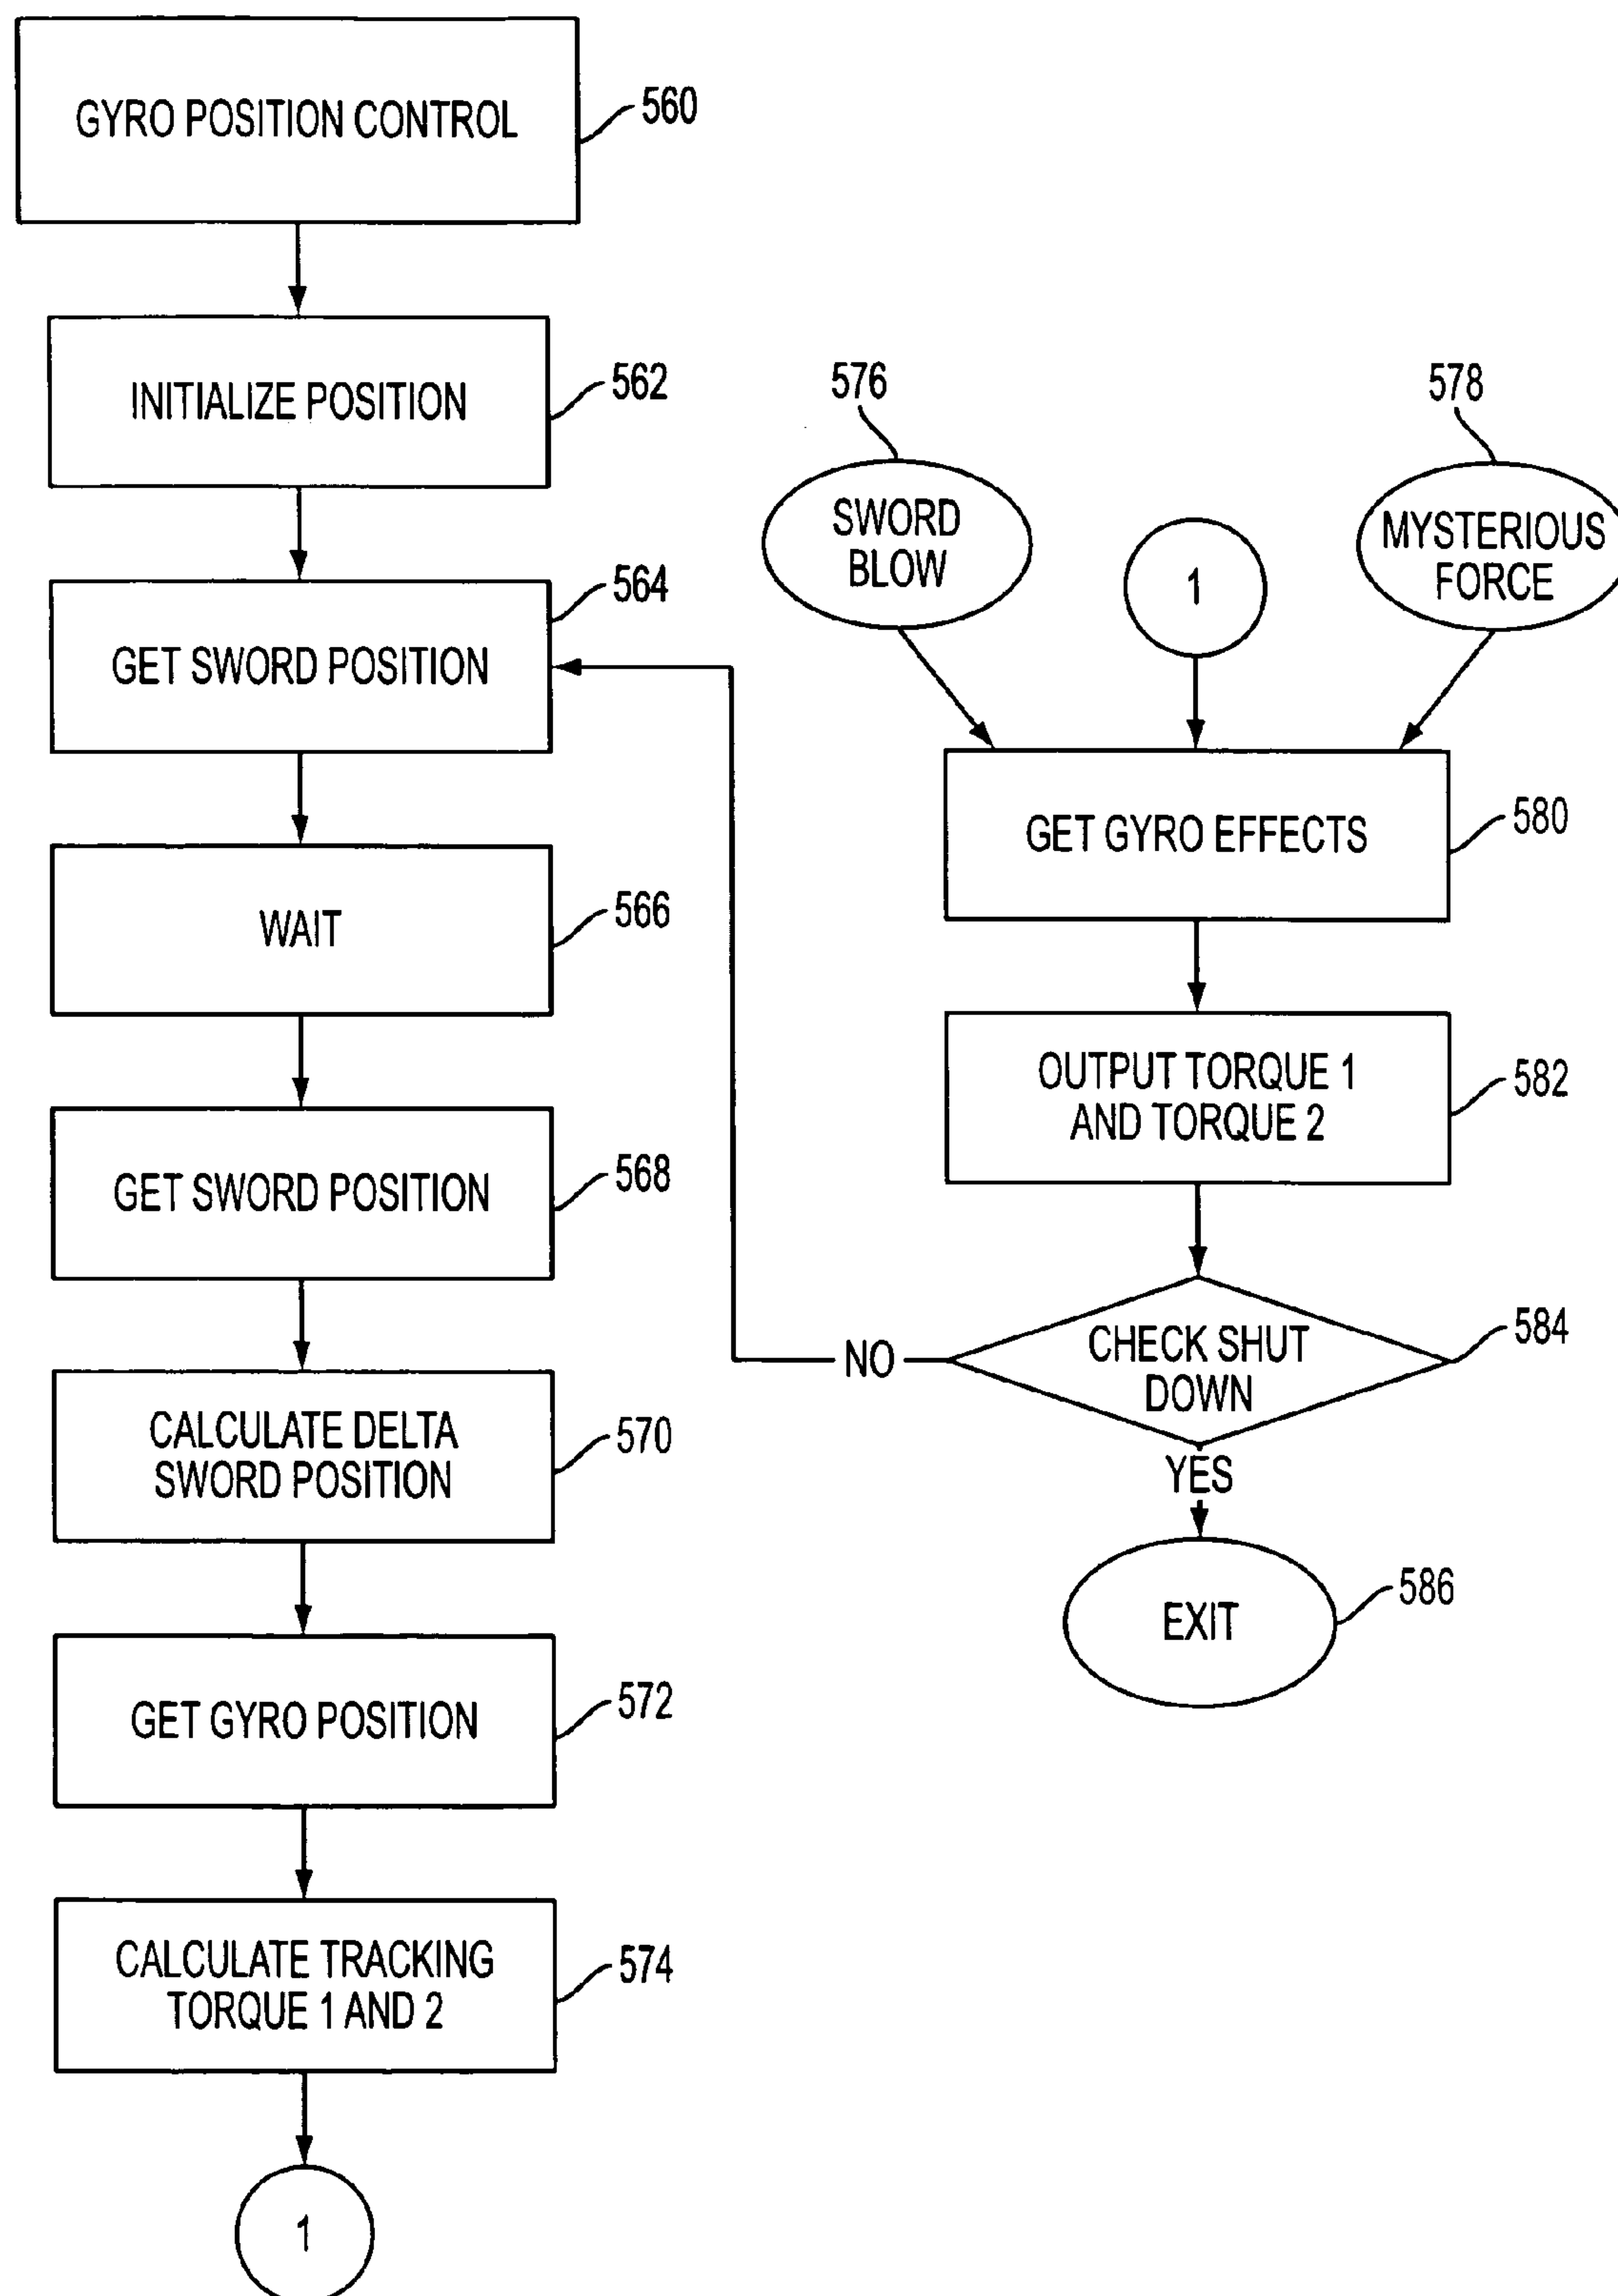 GYRO POSITION CONTROL
560
INITIALIZE POSITION
562
GET SWORD POSITION
564
WAIT
566
GET SWORD POSITION
568
CALCULATE DELTA
SWORD POSITION
570
GET GYRO POSITION
572
CALCULATE TRACKING
TORQUE 1 AND 2
574
1
576
SWORD
BLOW
1
578
MYSTERIOUS
FORCE
GET GYRO EFFECTS
580
OUTPUT TORQUE 1
AND TORQUE 2
582
CHECK SHUT
DOWN
584
NO
YES
EXIT
586